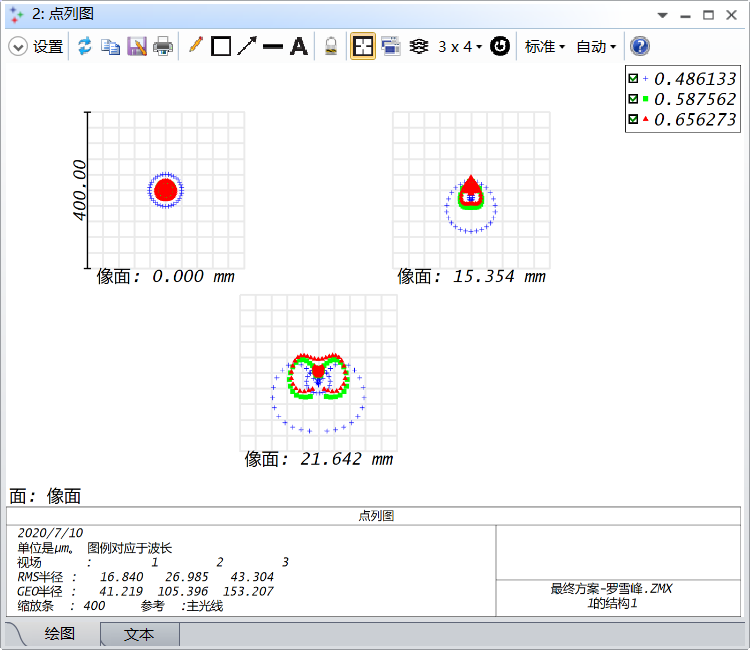 2: 点列图
设置 A 3 x 4 标准 自动
0.486133
0.587562
0.656273
400.00
像面: 0.000 mm
像面: 15.354 mm
像面: 21.642 mm
面: 像面
点列图
2020/7/10
单位是µm。 图例对应于波长
视场 : 1 2 3
RMS半径 : 16.840 26.985 43.304
GEO半径 : 41.219 105.396 153.207
缩放条 : 400 参考 :主光线
最终方案-罗雪峰.ZMX
1的结构1
绘图 文本